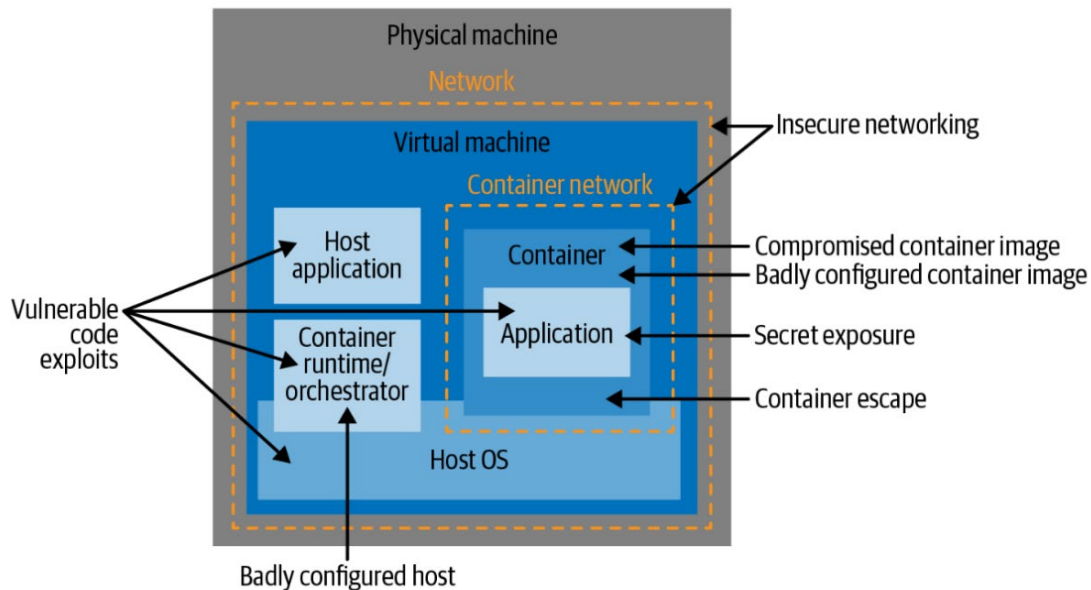 Physical machine
Network
Insecure networking
Virtual machine
Container network
Host
application
Container
Compromised container image
Badly configured container image
Vulnerable
code
exploits
Container
runtime/
orchestrator
Application
Secret exposure
Container escape
Host OS
Badly configured host